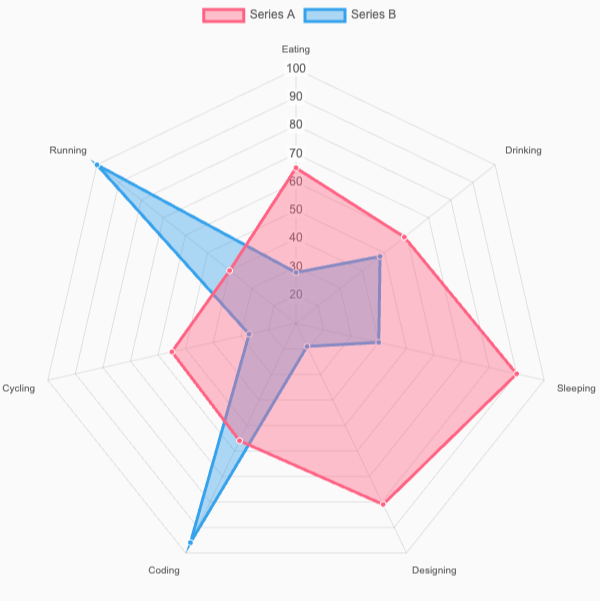 Series A
Series B
Eating
100
90
80
70
60
50
40
30
20
Drinking
Running
Cycling
Sleeping
Coding
Designing